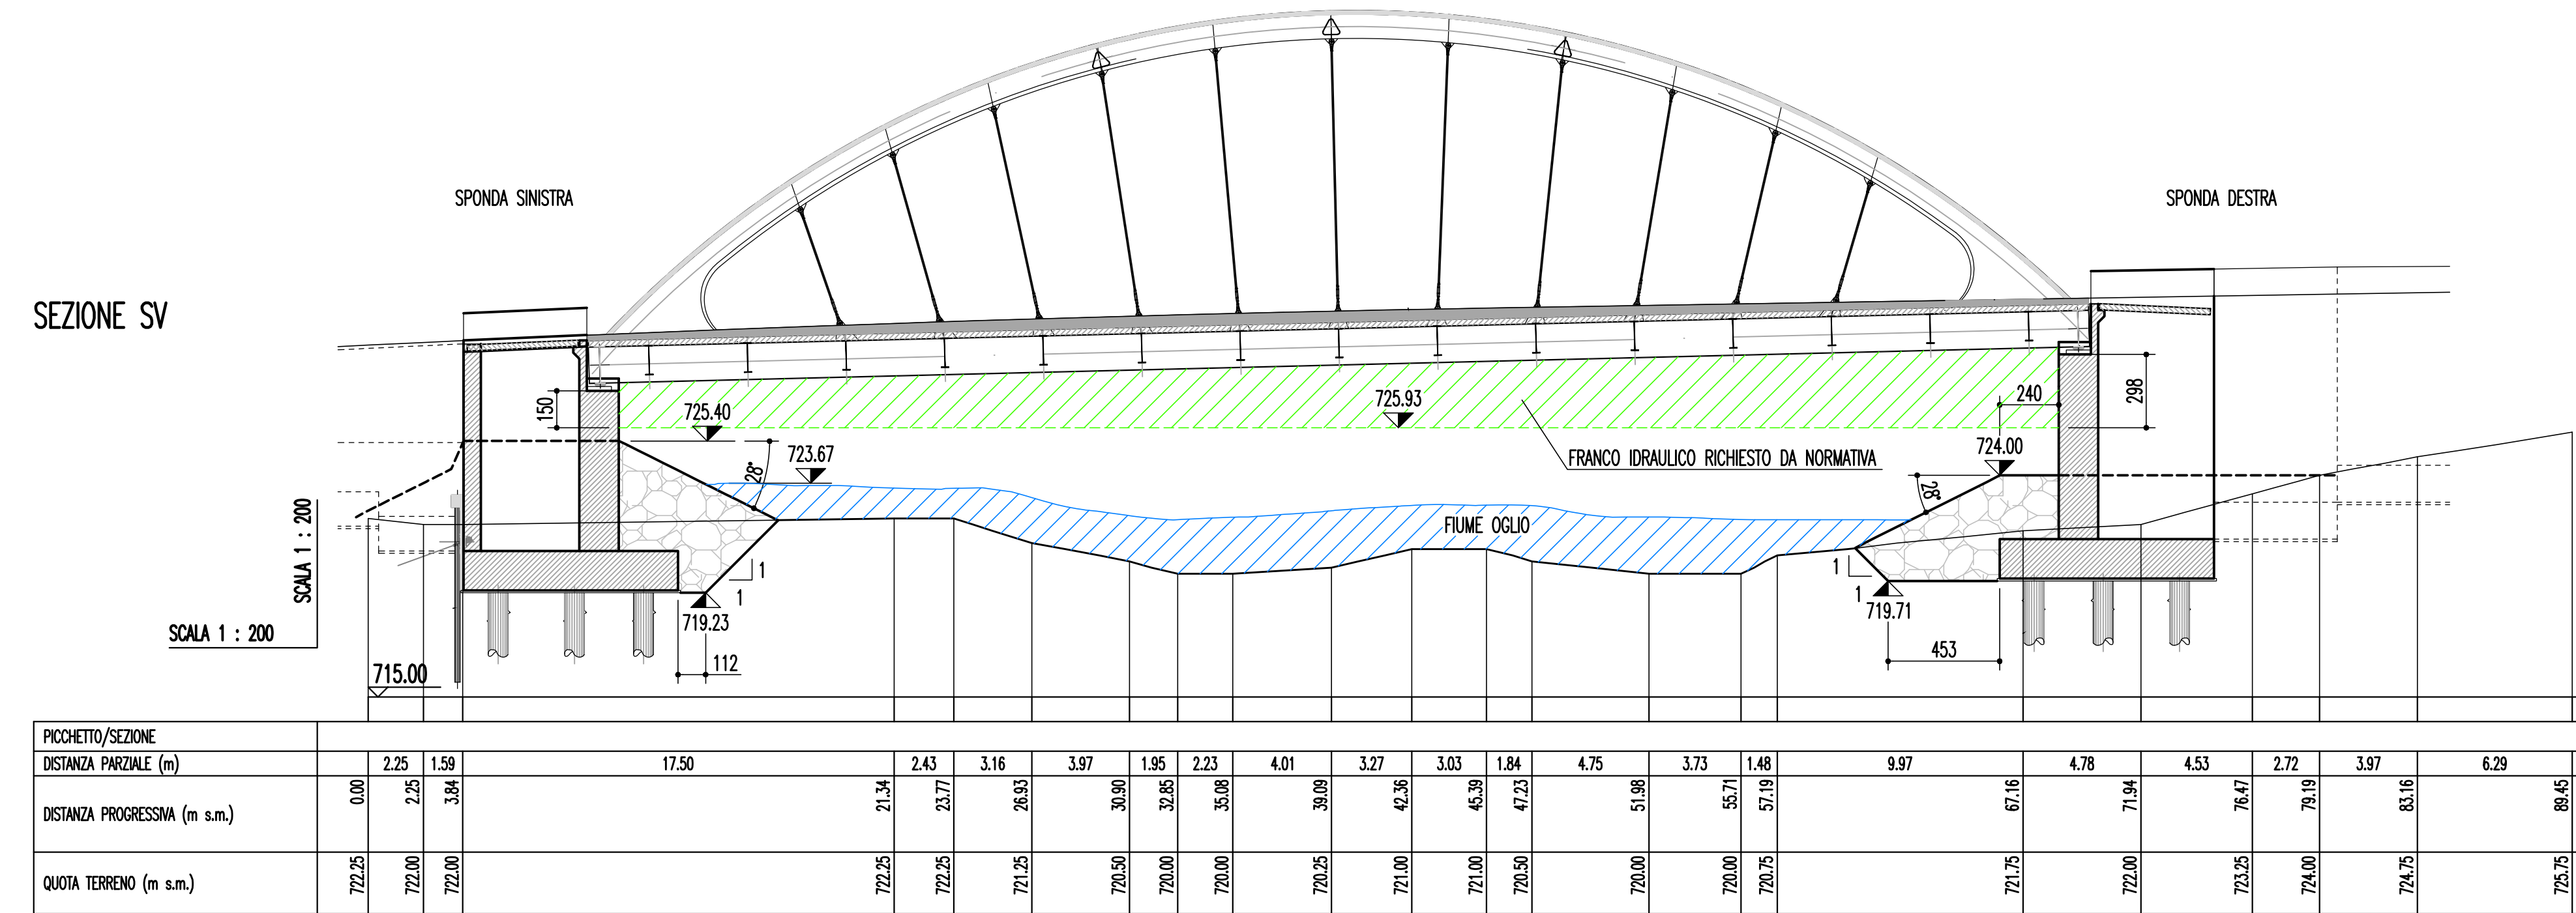 SPONDA SINISTRA
SPONDA DESTRA
SEZIONE SV
150
725.40
725.93
240
298
28°
723.67
FRANCO IDRAULICO RICHIESTO DA NORMATIVA
724.00
28°
FIUME OGLIO
SCALA 1 : 200
SCALA 1 : 200
1
1
719.23
112
1
1
719.71
453
715.00
PICCHETTO/SEZIONE
DISTANZA PARZIALE (m) 2.25 1.59 17.50 2.43 3.16 3.97 1.95 2.23 4.01 3.27 3.03 1.84 4.75 3.73 1.48 9.97 4.78 4.53 2.72 3.97 6.29
DISTANZA PROGRESSIVA (m s.m.) 0.00 2.25 3.84 21.34 23.77 26.93 30.90 32.85 35.08 39.09 42.36 45.39 47.23 51.98 55.71 57.19 67.16 71.94 76.47 79.19 83.16 89.45
QUOTA TERRENO (m s.m.) 722.25 722.00 722.00 722.25 722.25 721.25 720.50 720.00 720.00 720.25 721.00 721.00 720.50 720.00 720.00 720.75 721.75 722.00 723.25 724.00 724.75 725.75